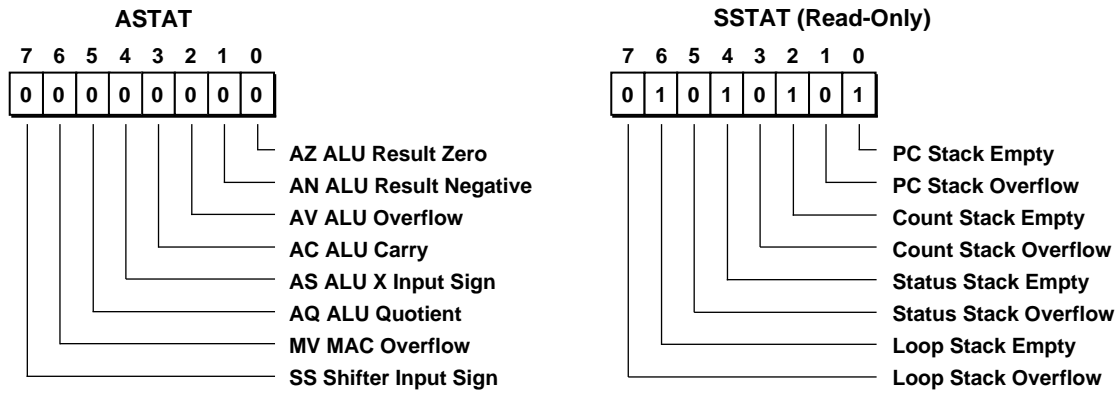 ASTAT
7 6 5 4 3 2 1 0
0 0 0 0 0 0 0 0
AZ ALU Result Zero
AN ALU Result Negative
AV ALU Overflow
AC ALU Carry
AS ALU X Input Sign
AQ ALU Quotient
MV MAC Overflow
SS Shifter Input Sign
SSTAT (Read-Only)
7 6 5 4 3 2 1 0
0 1 0 1 0 1 0 1
PC Stack Empty
PC Stack Overflow
Count Stack Empty
Count Stack Overflow
Status Stack Empty
Status Stack Overflow
Loop Stack Empty
Loop Stack Overflow